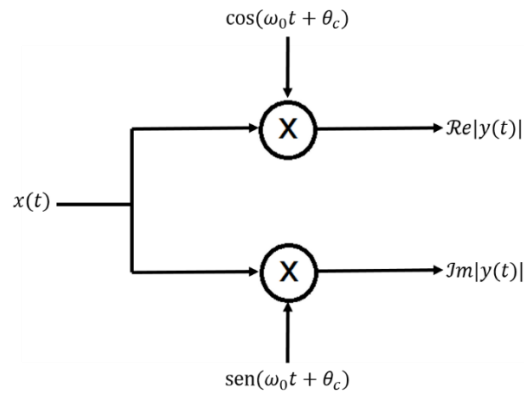 cos(ω₀t + θ_c)
X
ℛe|y(t)|
x(t)
X
ℐm|y(t)|
sen(ω₀t + θ_c)